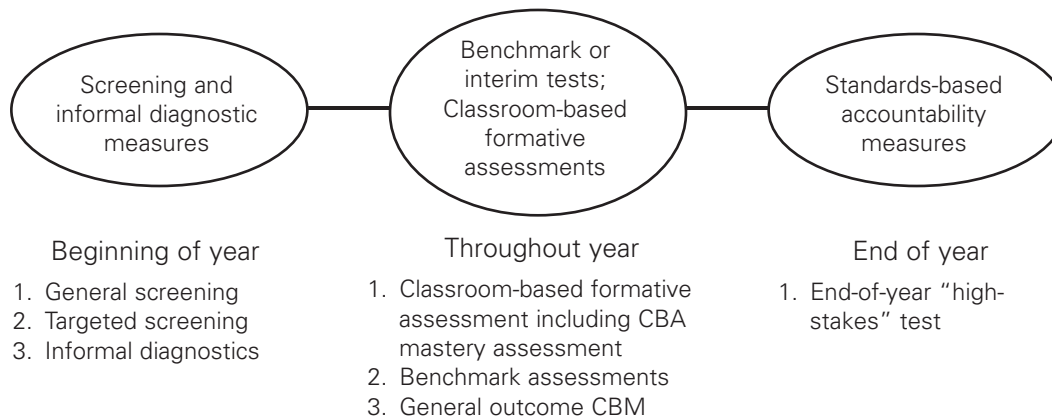 Screening and
informal diagnostic
measures
Benchmark or
interim tests;
Classroom-based
formative
assessments
Standards-based
accountability
measures
Beginning of year
1. General screening
2. Targeted screening
3. Informal diagnostics
Throughout year
1. Classroom-based formative
assessment including CBA
mastery assessment
2. Benchmark assessments
3. General outcome CBM
End of year
1. End-of-year “high-
stakes” test